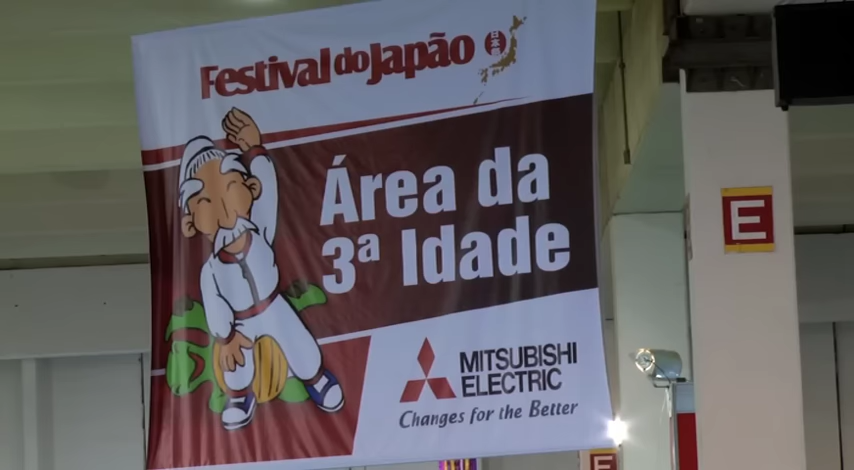 Festival do Japão
Área da
3ª Idade
MITSUBISHI
ELECTRIC
Changes for the Better
E
E